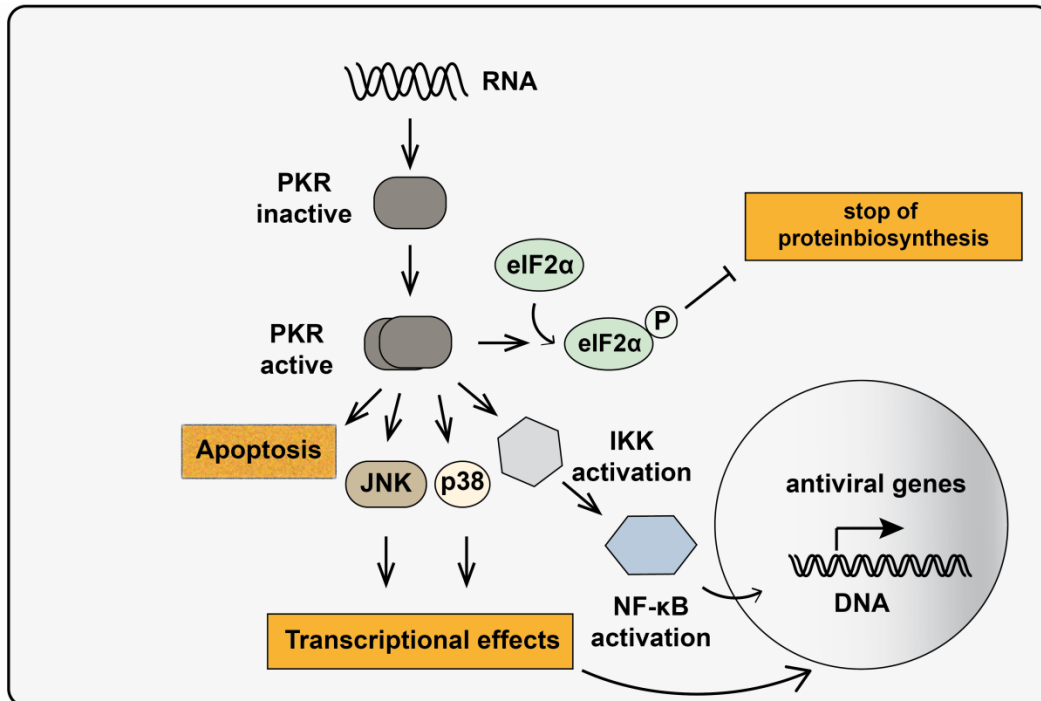 RNA
PKR
inactive
stop of
proteinbiosynthesis
eIF2α
PKR
active
eIF2α
P
Apoptosis
JNK
p38
IKK
activation
antiviral genes
DNA
NF-κB
activation
Transcriptional effects